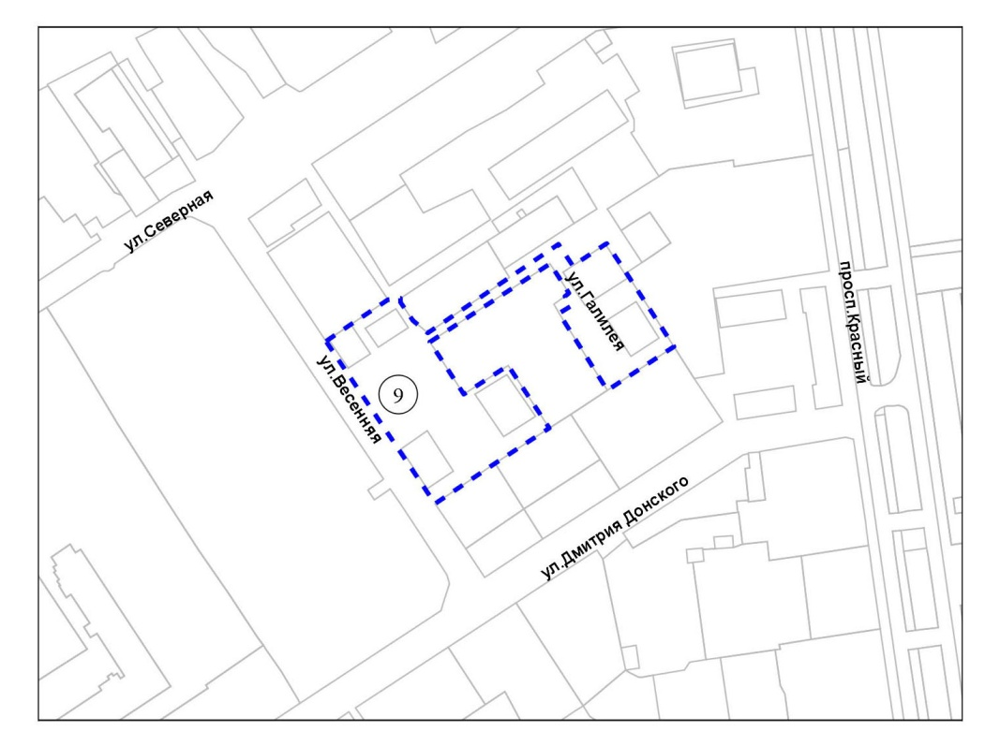 ул.Северная
просп.Красный
ул.Галилея
ул.Весенняя
9
ул.Дмитрия Донского